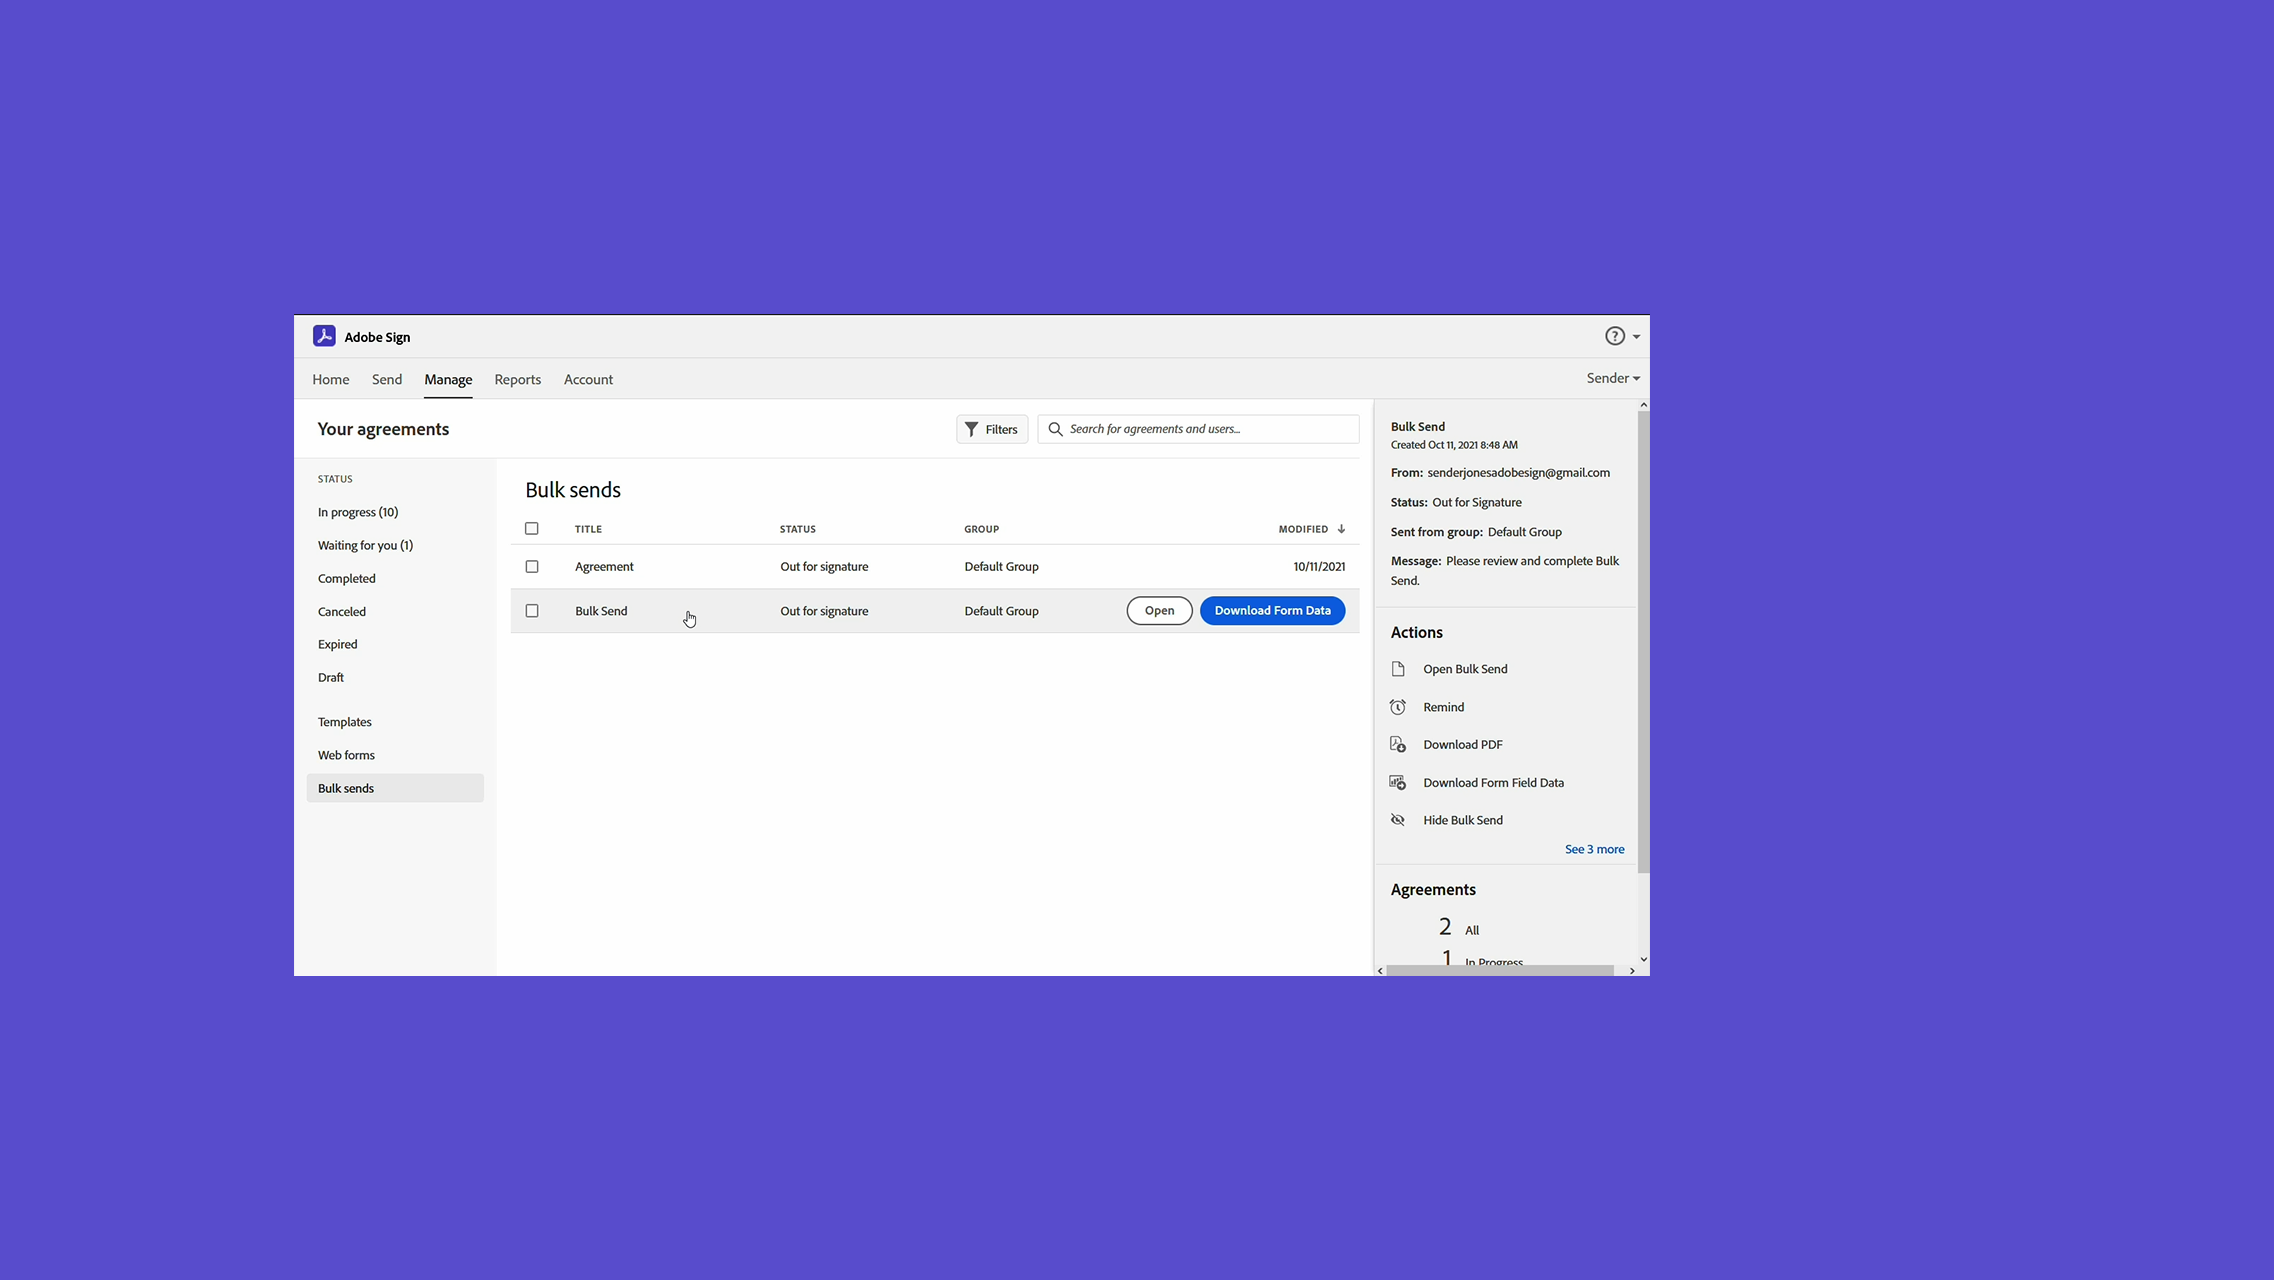 Adobe Sign
?
Home Send Manage Reports Account
Sender
Your agreements
Filters
Search for agreements and users...
STATUS
In progress (10)
Waiting for you (1)
Completed
Canceled
Expired
Draft
Templates
Web forms
Bulk sends
Bulk sends
TITLE STATUS GROUP MODIFIED
Agreement Out for signature Default Group 10/11/2021
Bulk Send Out for signature Default Group Open Download Form Data
Bulk Send
Created Oct 11, 2021 8:48 AM
From: senderjonesadobesign@gmail.com
Status: Out for Signature
Sent from group: Default Group
Message: Please review and complete Bulk
Send.
Actions
Open Bulk Send
Remind
Download PDF
Download Form Field Data
Hide Bulk Send
See 3 more
Agreements
2 All
1 In Progress